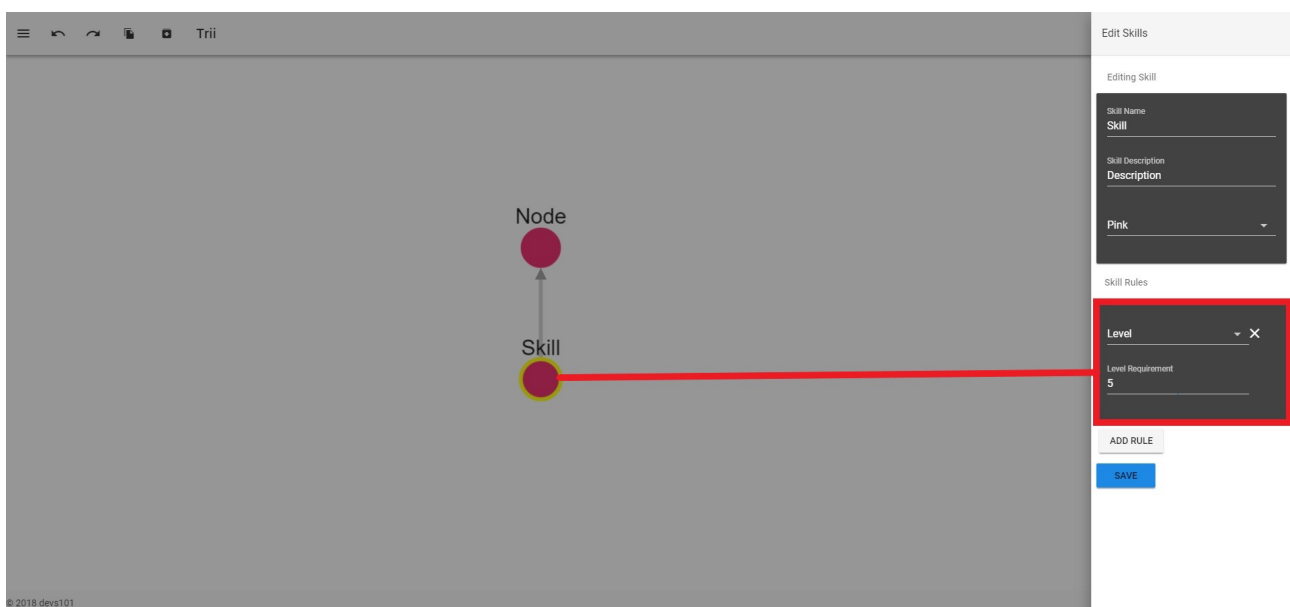 Trii
Edit Skills
Editing Skill
Skill Name
Skill
Skill Description
Description
Pink
Skill Rules
Level
Level Requirement
5
ADD RULE
SAVE
Node
Skill
© 2018 devs101